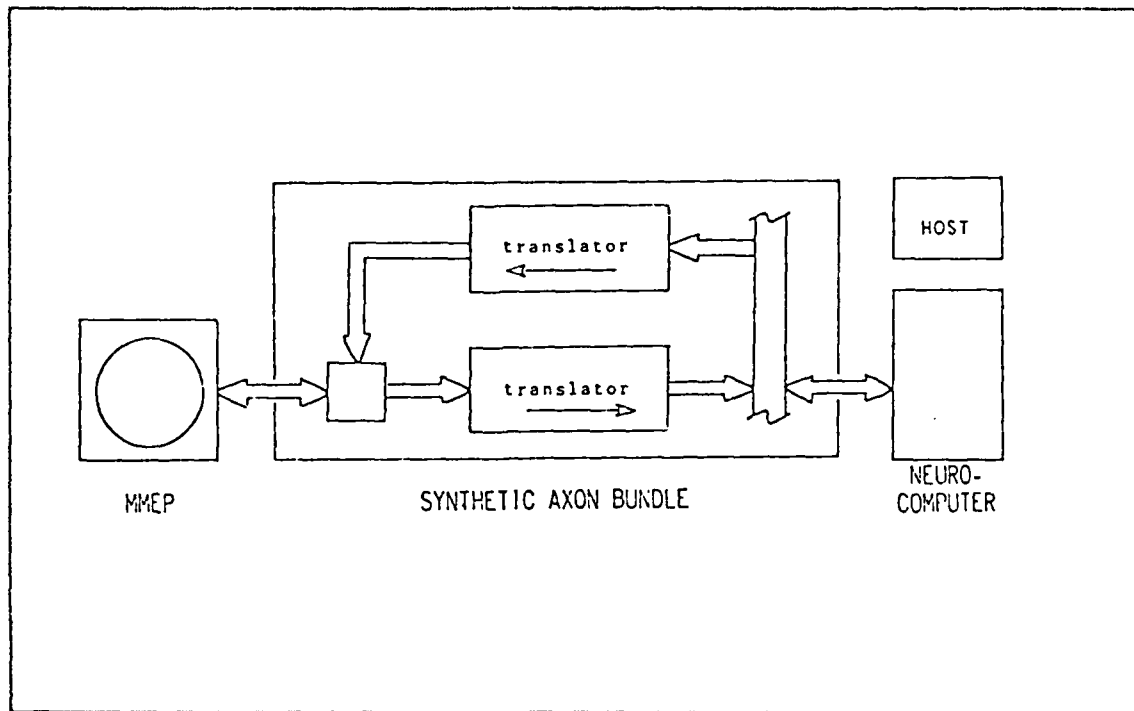 translator
HOST
translator
MMEP
SYNTHETIC AXON BUNDLE
NEURO-
COMPUTER